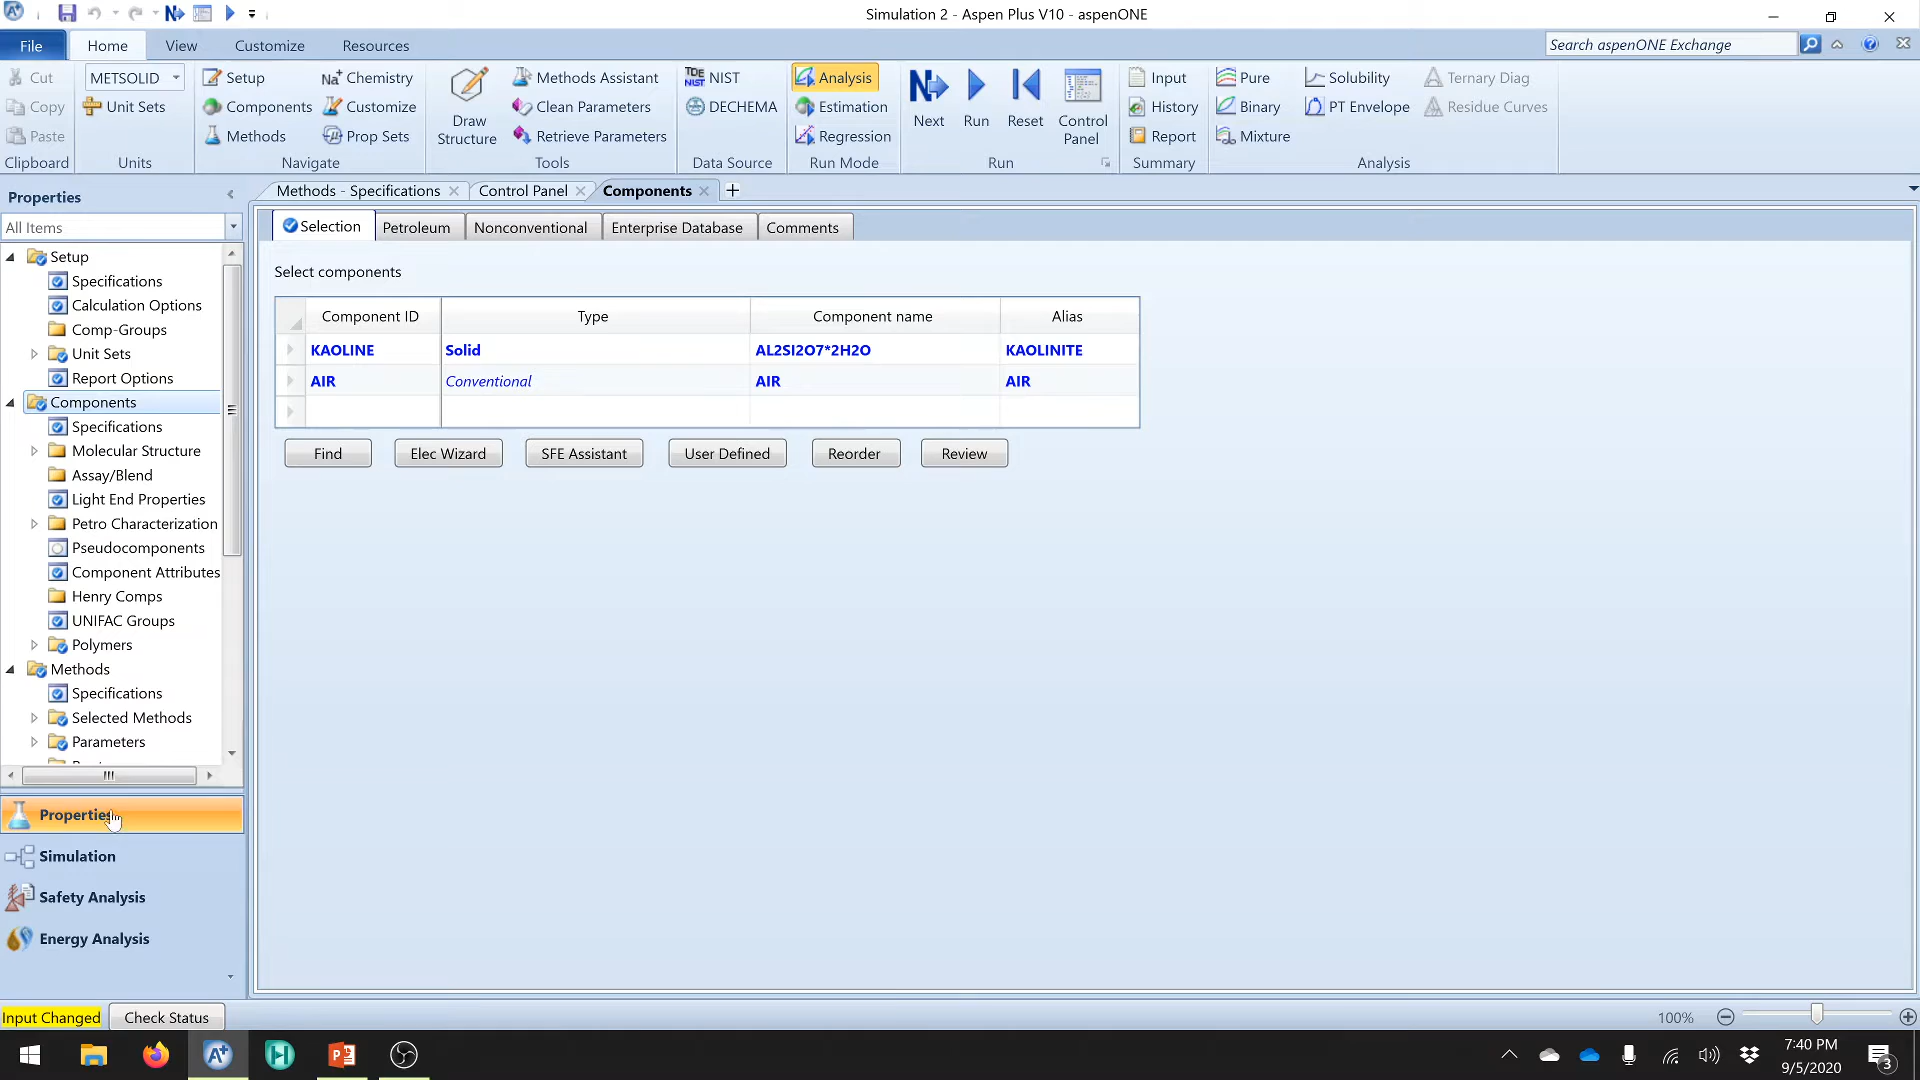 Simulation 2 - Aspen Plus V10 - aspenONE
File Home View Customize Resources Search aspenONE Exchange
Cut METSOLID Setup Chemistry Methods Assistant NIST Analysis Input Pure Solubility Ternary Diag
Copy Unit Sets Components Customize Clean Parameters DECHEMA Estimation History Binary PT Envelope Residue Curves
Paste Methods Prop Sets Draw Structure Retrieve Parameters Regression Next Run Reset Control Panel Report Mixture
Clipboard Units Navigate Tools Data Source Run Mode Run Summary Analysis
Properties
Methods - Specifications Control Panel Components
All Items
Selection Petroleum Nonconventional Enterprise Database Comments
Setup
Specifications
Calculation Options
Comp-Groups
Unit Sets
Report Options
Components
Specifications
Molecular Structure
Assay/Blend
Light End Properties
Petro Characterization
Pseudocomponents
Component Attributes
Henry Comps
UNIFAC Groups
Polymers
Methods
Specifications
Selected Methods
Parameters
Select components
Component ID Type Component name Alias
KAOLINE Solid AL2SI2O7*2H2O KAOLINITE
AIR Conventional AIR AIR
Find Elec Wizard SFE Assistant User Defined Reorder Review
Properties
Simulation
Safety Analysis
Energy Analysis
Input Changed Check Status 100%
7:40 PM
9/5/2020
3